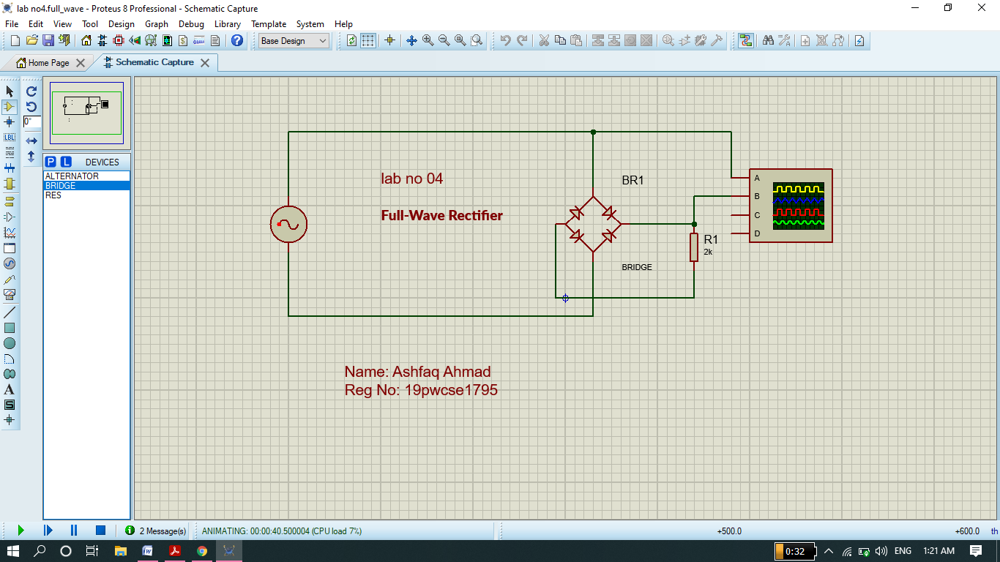 lab no4.full_wave - Proteus 8 Professional - Schematic Capture
File Edit View Tool Design Graph Debug Library Template System Help
Base Design
Home Page
Schematic Capture
0°
LBL
P L DEVICES
ALTERNATOR
BRIDGE
RES
lab no 04
Full-Wave Rectifier
BR1
BRIDGE
R1
2k
A
B
C
D
Name: Ashfaq Ahmad
Reg No: 19pwcse1795
A
S
2 Message(s)
ANIMATING: 00:00:40.500004 (CPU load 7%)
+500.0
+600.0
th
0:32
ENG
1:21 AM